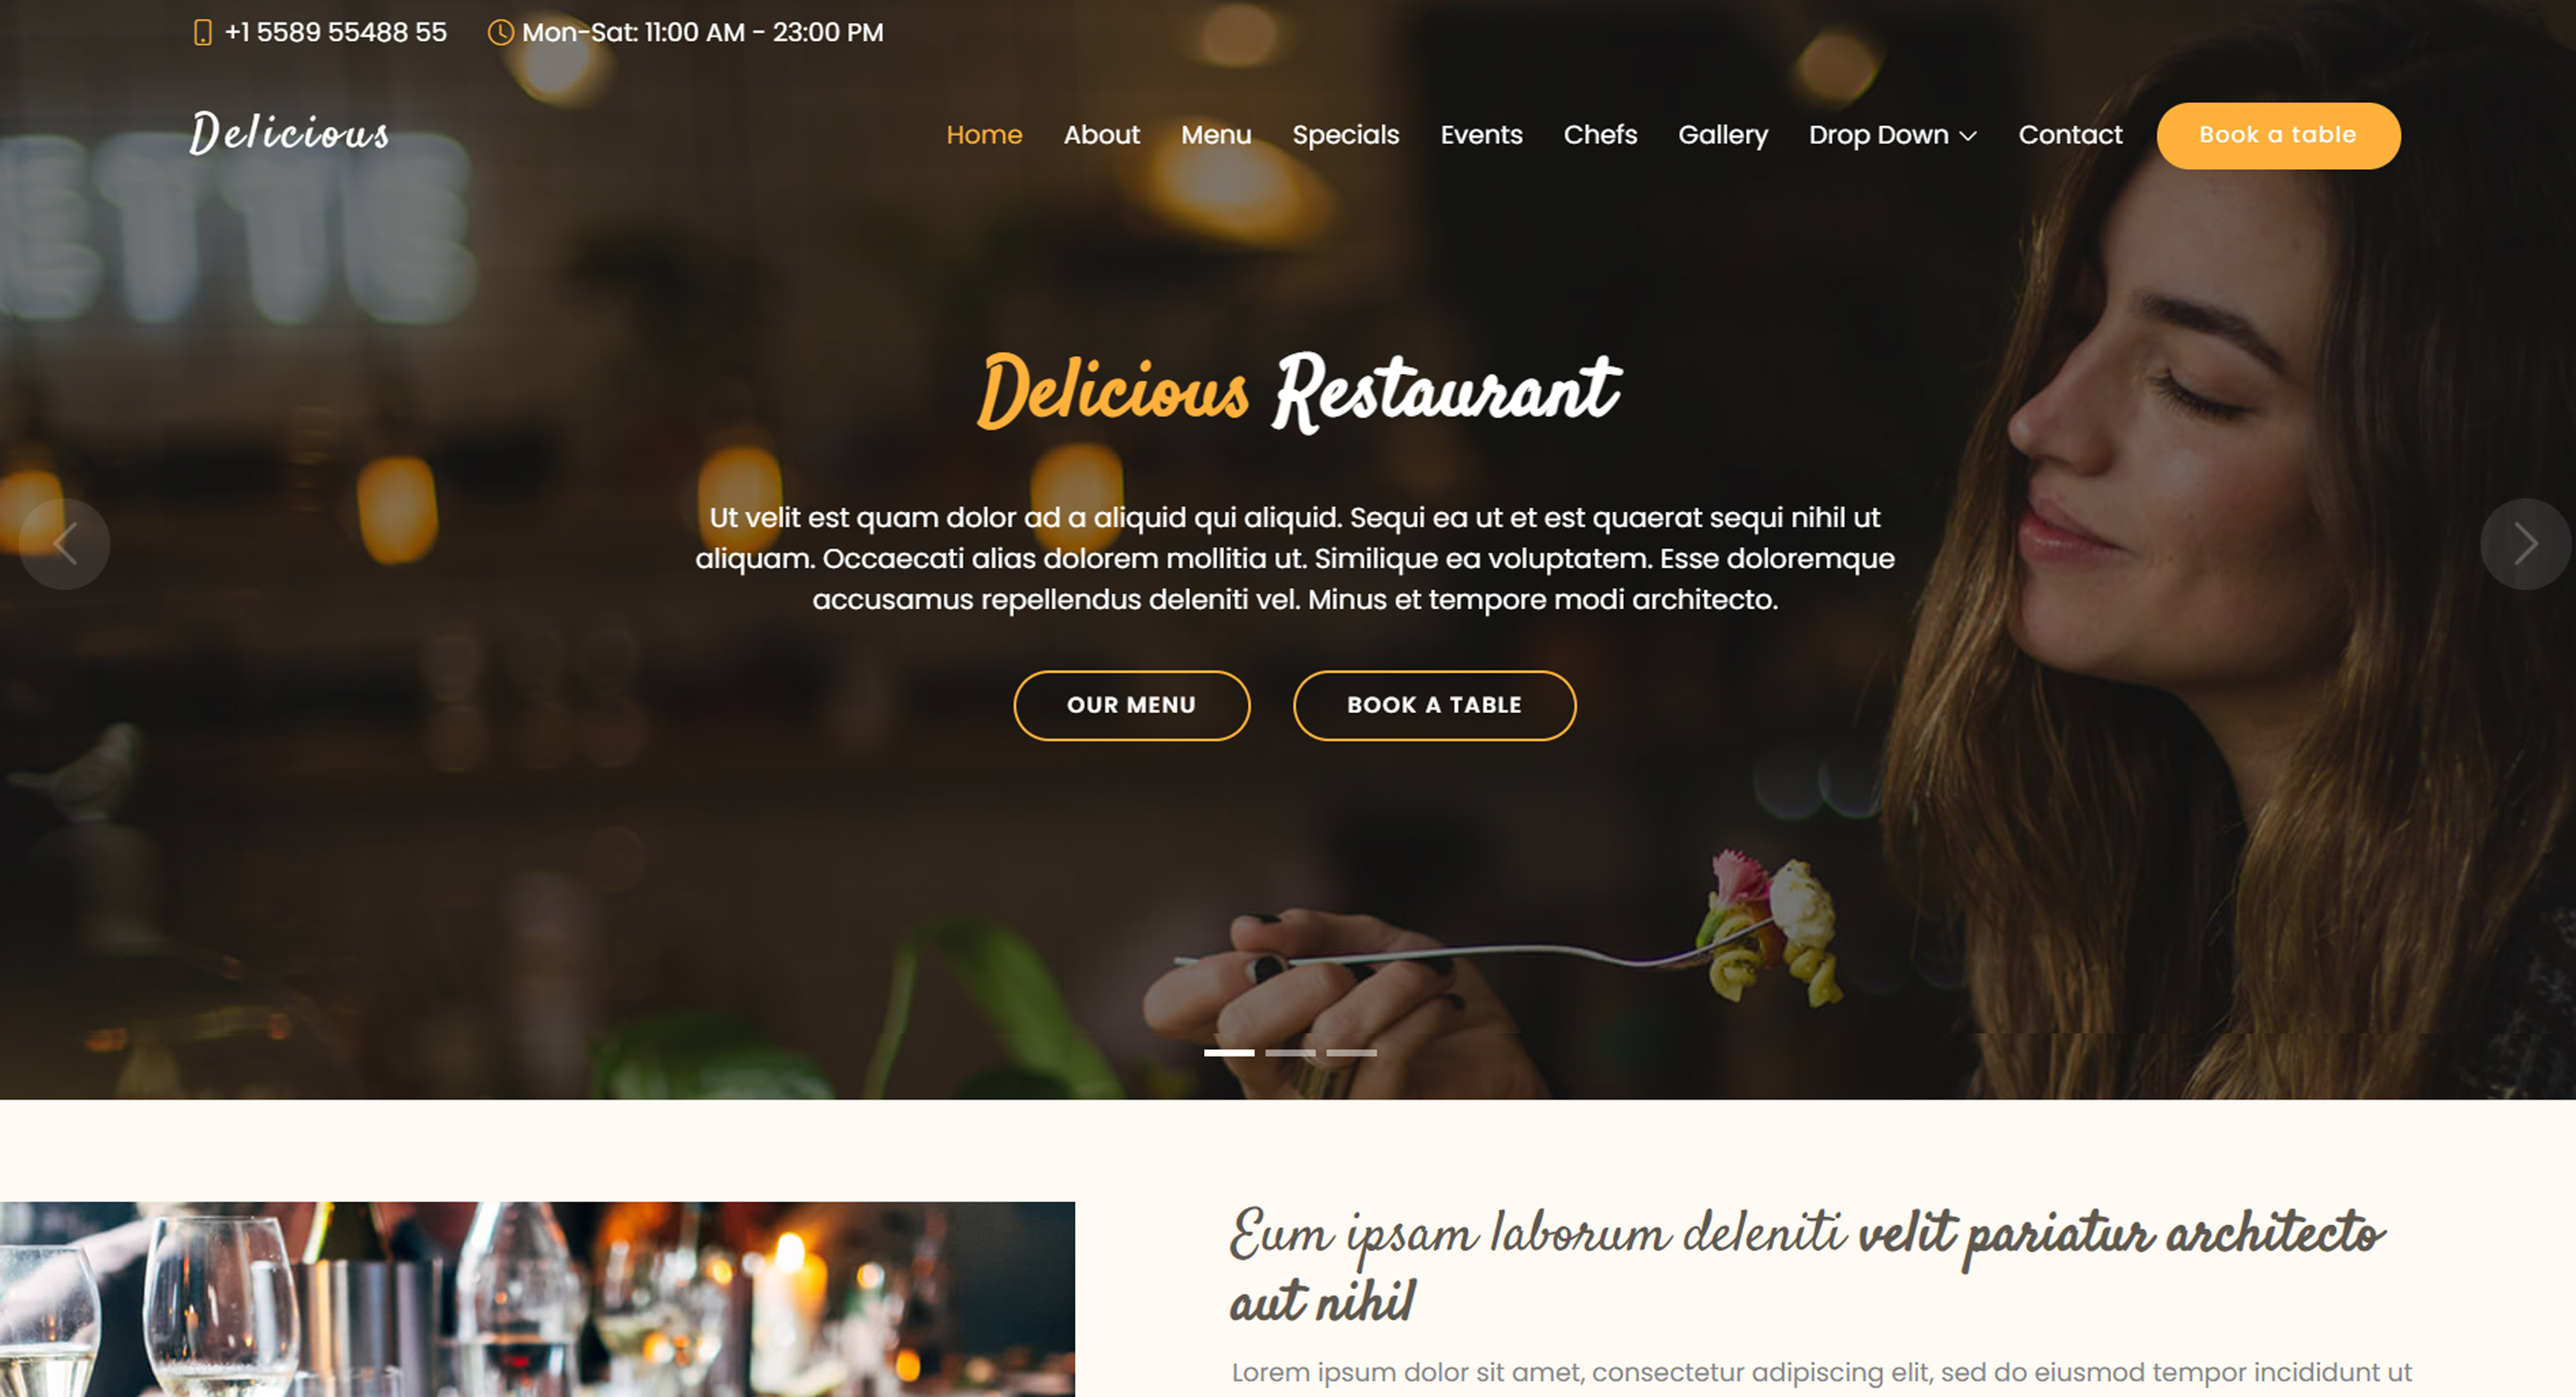 +1 5589 55488 55 Mon-Sat: 11:00 AM - 23:00 PM
Delicious
Home About Menu Specials Events Chefs Gallery Drop Down Contact Book a table
ETTE
Delicious Restaurant
Ut velit est quam dolor ad a aliquid qui aliquid. Sequi ea ut et est quaerat sequi nihil ut
aliquam. Occaecati alias dolorem mollitia ut. Similique ea voluptatem. Esse doloremque
accusamus repellendus deleniti vel. Minus et tempore modi architecto.
OUR MENU BOOK A TABLE
Eum ipsam laborum deleniti velit pariatur architecto
aut nihil
Lorem ipsum dolor sit amet, consectetur adipiscing elit, sed do eiusmod tempor incididunt ut